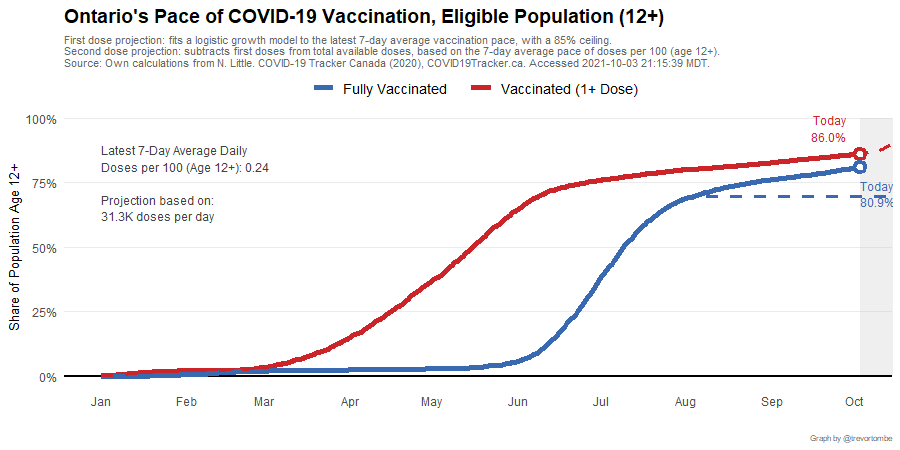 Ontario's Pace of COVID-19 Vaccination, Eligible Population (12+)
First dose projection: fits a logistic growth model to the latest 7-day average vaccination pace, with a 85% ceiling.
Second dose projection: subtracts first doses from total available doses, based on the 7-day average pace of doses per 100 (age 12+).
Source: Own calculations from N. Little. COVID-19 Tracker Canada (2020), COVID19Tracker.ca. Accessed 2021-10-03 21:15:39 MDT.
Fully Vaccinated
Vaccinated (1+ Dose)
Share of Population Age 12+
100%
75%
50%
25%
0%
Latest 7-Day Average Daily
Doses per 100 (Age 12+): 0.24
Projection based on:
31.3K doses per day
Today
86.0%
Today
80.9%
Jan Feb Mar Apr May Jun Jul Aug Sep Oct
Graph by @trevortombe